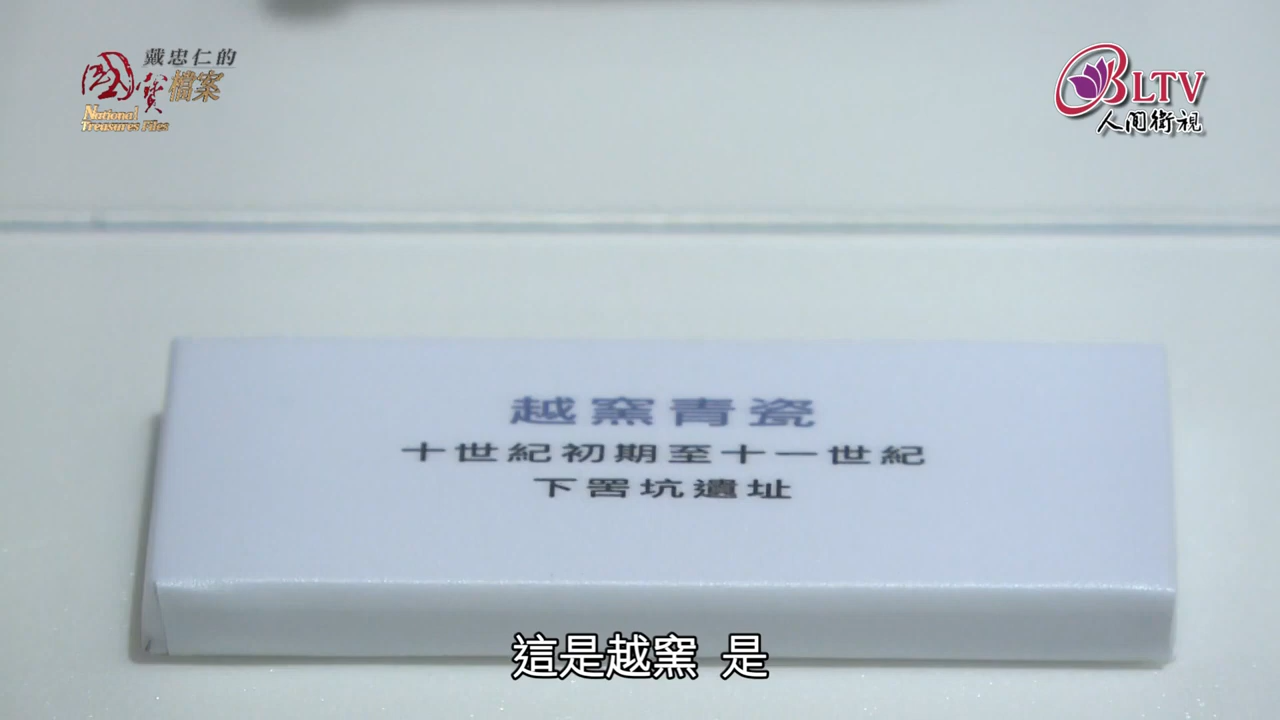 戴忠仁的
國寶檔案
National
Treasures Files
BLTV
人間衛視
越窯青瓷
十世紀初期至十一世紀
下罟坑遺址
這是越窯 是